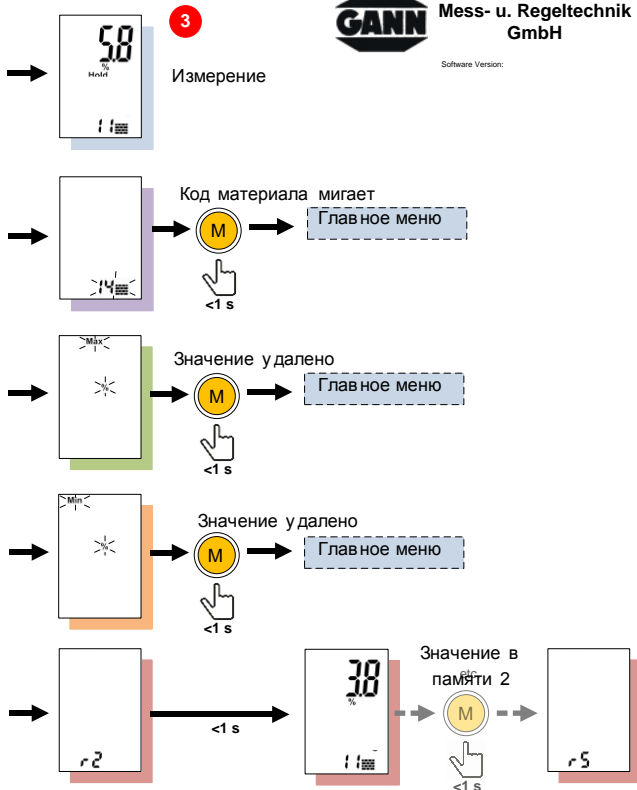 5.8
%
Hold
11
3
Измерение
GANN
Mess- u. Regeltechnik
GmbH
Software Version:
14
Код материала мигает
M
<1 s
Главное меню
Max
%
Значение удалено
M
<1 s
Главное меню
Min
%
Значение удалено
M
<1 s
Главное меню
r2
<1 s
3.8
%
11
Значение в
памяти 2
etc
M
<1 s
r5